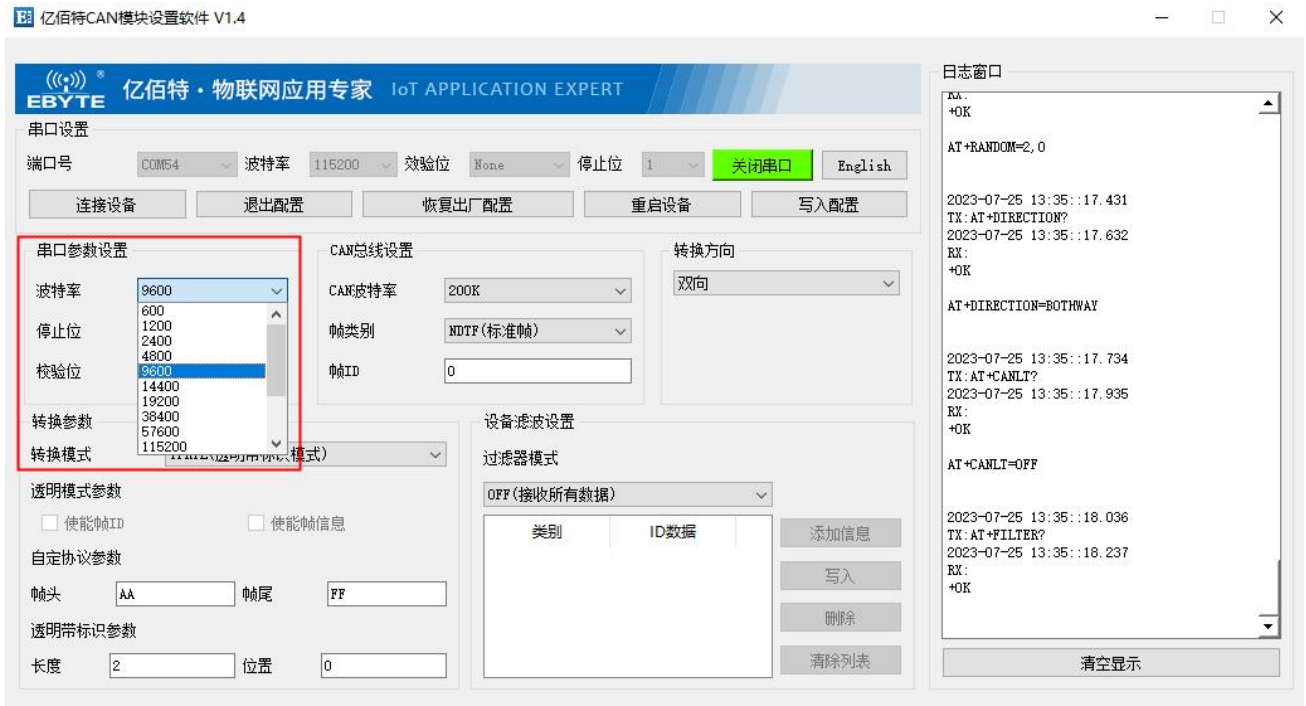 亿佰特CAN模块设置软件 V1.4
EBYTE ® 亿佰特·物联网应用专家 IoT APPLICATION EXPERT
串口设置
端口号 COM54 波特率 115200 效验位 None 停止位 1 关闭串口 English
连接设备 退出配置 恢复出厂配置 重启设备 写入配置
串口参数设置
波特率 9600
停止位
校验位
600
1200
2400
4800
9600
14400
19200
38400
57600
115200
CAN总线设置
CAN波特率 200K
帧类别 NDTF(标准帧)
帧ID 0
转换方向
双向
转换参数
转换模式
透明模式参数
使能帧ID 使能帧信息
自定协议参数
帧头 AA 帧尾 FF
透明带标识参数
长度 2 位置 0
设备滤波设置
过滤器模式
OFF(接收所有数据)
类别 ID数据
添加信息
写入
删除
清除列表
日志窗口
RX:
+OK
AT+RANDOM=2,0
2023-07-25 13:35::17.431
TX:AT+DIRECTION?
2023-07-25 13:35::17.632
RX:
+OK
AT+DIRECTION=BOTHWAY
2023-07-25 13:35::17.734
TX:AT+CANLT?
2023-07-25 13:35::17.935
RX:
+OK
AT+CANLT=OFF
2023-07-25 13:35::18.036
TX:AT+FILTER?
2023-07-25 13:35::18.237
RX:
+OK
清空显示